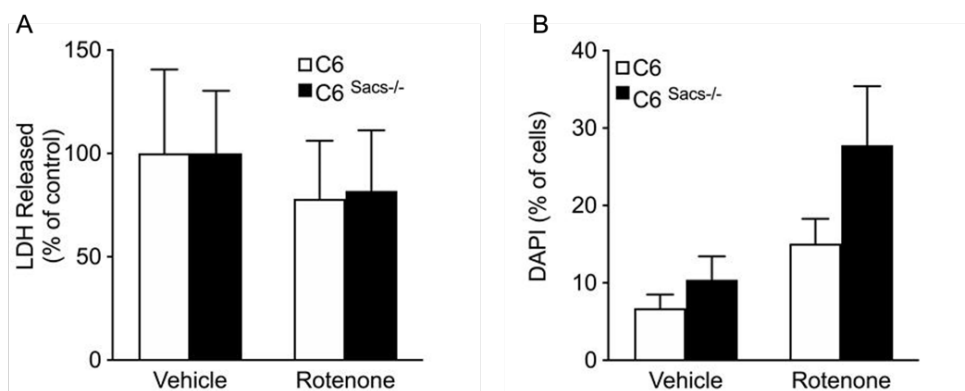 A
LDH Released
(% of control)
150
100
50
0
C6
C6 Sacs-/-
Vehicle
Rotenone
B
DAPI (% of cells)
40
30
20
10
0
C6
C6 Sacs-/-
Vehicle
Rotenone